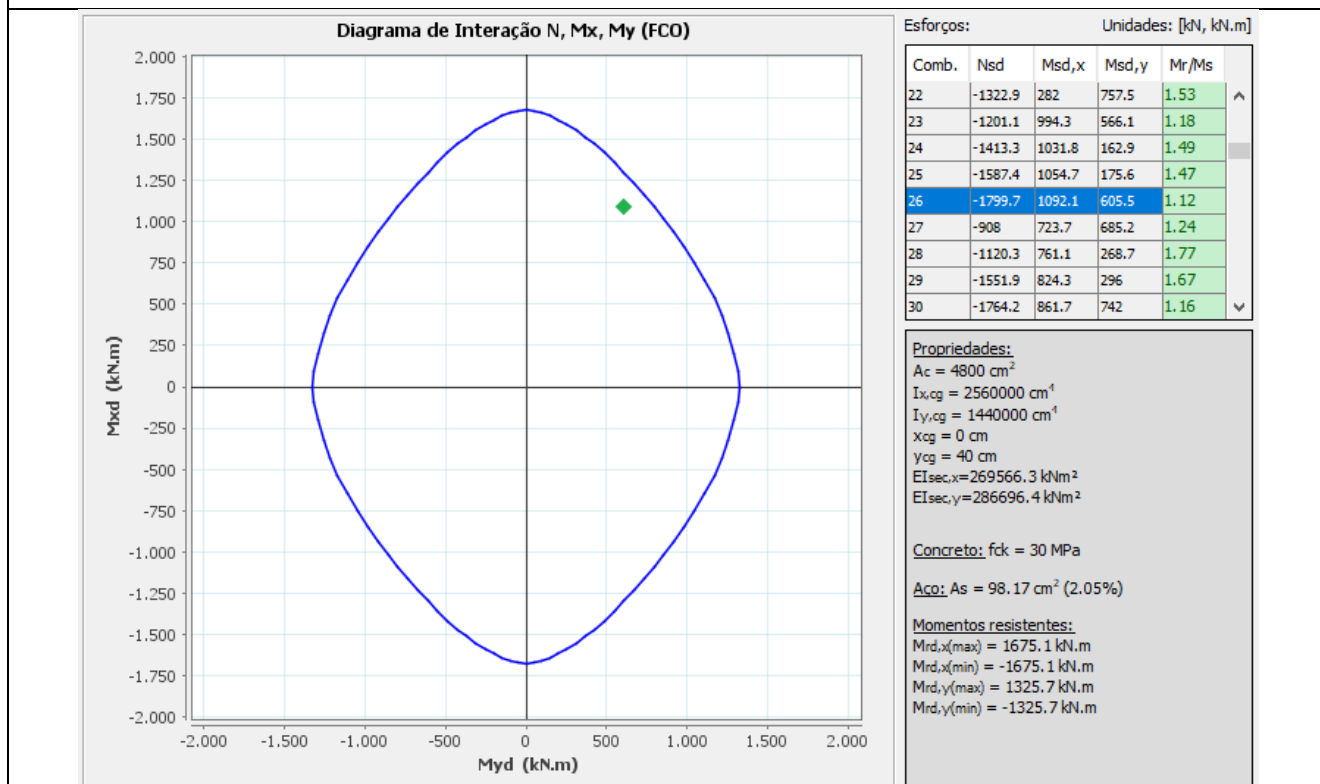 Diagrama de Interação N, Mx, My (FCO)
2.000
1.750
1.500
1.250
1.000
750
500
250
0
-250
-500
-750
-1.000
-1.250
-1.500
-1.750
-2.000
Mxd (kN.m)
-2.000 -1.500 -1.000 -500 0 500 1.000 1.500 2.000
Myd (kN.m)
Esforços: Unidades: [kN, kN.m]
Comb. Nsd Msd,x Msd,y Mr/Ms
22 -1322.9 282 757.5 1.53
23 -1201.1 994.3 566.1 1.18
24 -1413.3 1031.8 162.9 1.49
25 -1587.4 1054.7 175.6 1.47
26 -1799.7 1092.1 605.5 1.12
27 -908 723.7 685.2 1.24
28 -1120.3 761.1 268.7 1.77
29 -1551.9 824.3 296 1.67
30 -1764.2 861.7 742 1.16
Propriedades:
Ac = 4800 cm²
Ix,cg = 2560000 cm⁴
Iy,cg = 1440000 cm⁴
xcg = 0 cm
ycg = 40 cm
EIsec,x=269566.3 kNm²
EIsec,y=286696.4 kNm²
Concreto: fck = 30 MPa
Aço: As = 98.17 cm² (2.05%)
Momentos resistentes:
Mrd,x(max) = 1675.1 kN.m
Mrd,x(min) = -1675.1 kN.m
Mrd,y(max) = 1325.7 kN.m
Mrd,y(min) = -1325.7 kN.m